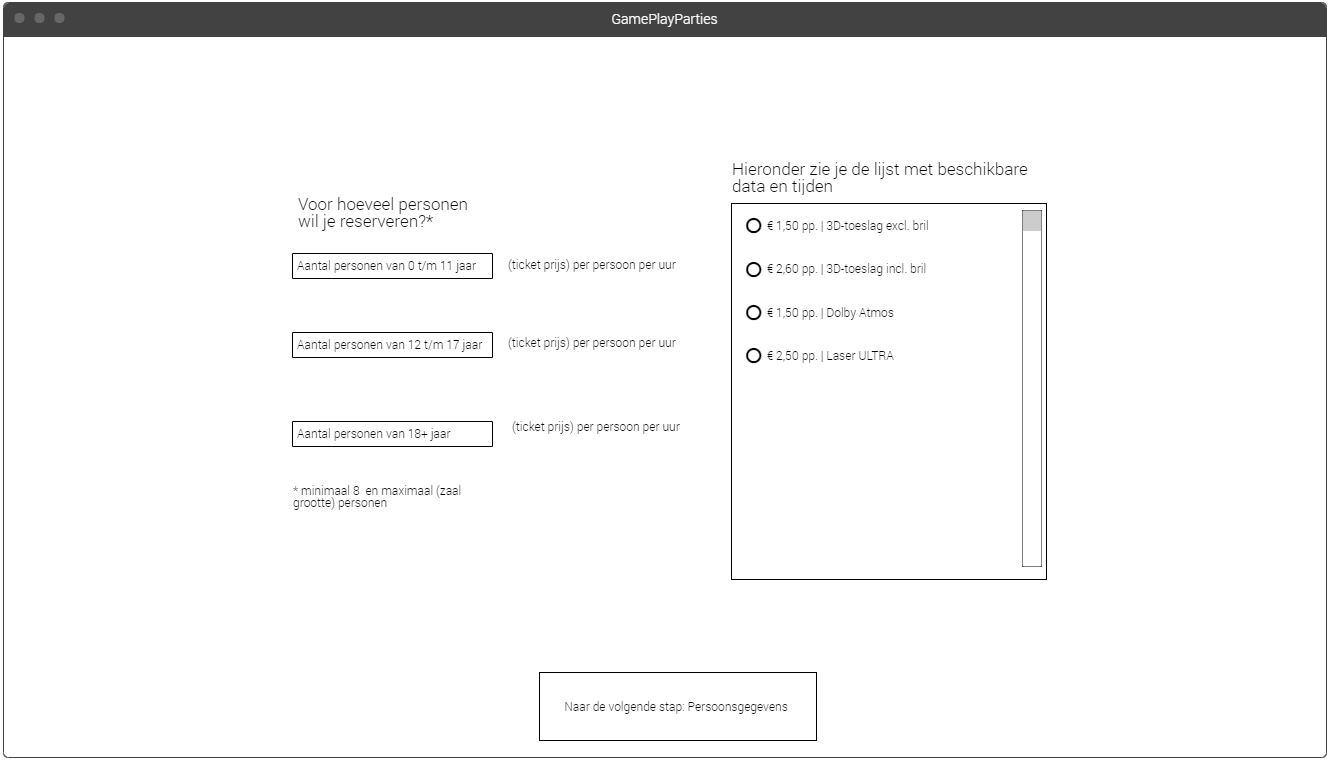 GamePlayParties
Voor hoeveel personen
wil je reserveren?*
Aantal personen van 0 t/m 11 jaar
(ticket prijs) per persoon per uur
Aantal personen van 12 t/m 17 jaar
(ticket prijs) per persoon per uur
Aantal personen van 18+ jaar
(ticket prijs) per persoon per uur
* minimaal 8 en maximaal (zaal
grootte) personen
Hieronder zie je de lijst met beschikbare
data en tijden
€ 1,50 pp. | 3D-toeslag excl. bril
€ 2,60 pp. | 3D-toeslag incl. bril
€ 1,50 pp. | Dolby Atmos
€ 2,50 pp. | Laser ULTRA
Naar de volgende stap: Persoonsgegevens